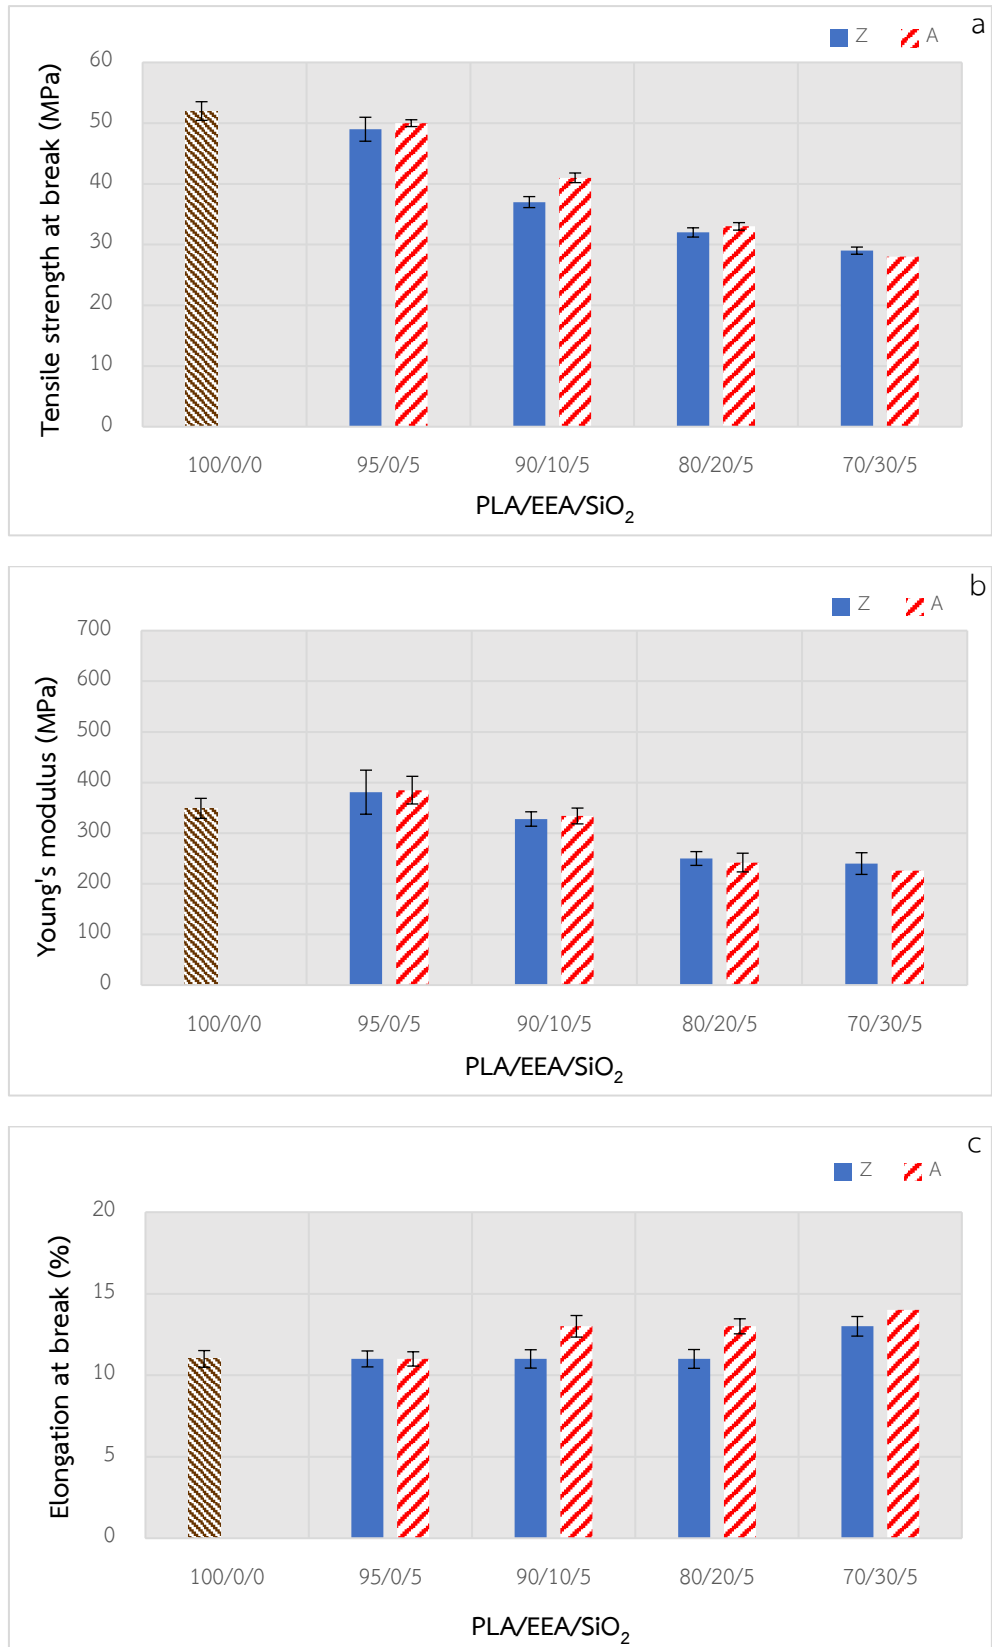 a
Z A
Tensile strength at break (MPa)
60
50
40
30
20
10
0
100/0/0 95/0/5 90/10/5 80/20/5 70/30/5
PLA/EEA/SiO₂
b
Z A
Young's modulus (MPa)
700
600
500
400
300
200
100
0
100/0/0 95/0/5 90/10/5 80/20/5 70/30/5
PLA/EEA/SiO₂
c
Z A
Elongation at break (%)
20
15
10
5
0
100/0/0 95/0/5 90/10/5 80/20/5 70/30/5
PLA/EEA/SiO₂